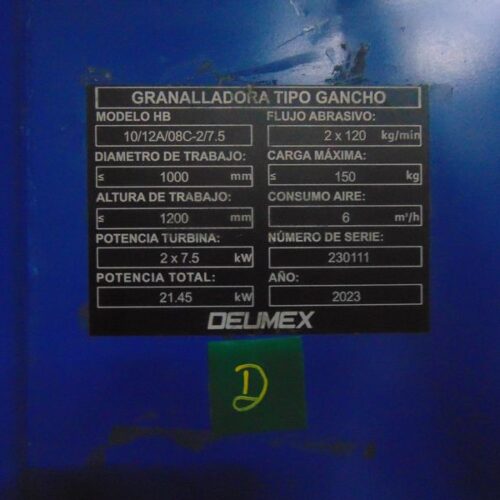 GRANALLADORA TIPO GANCHO
MODELO HB
10/12A/08C-2/7.5
FLUJO ABRASIVO:
2 x 120 kg/min
DIAMETRO DE TRABAJO:
≤ 1000 mm
CARGA MÁXIMA:
≤ 150 kg
ALTURA DE TRABAJO:
≤ 1200 mm
CONSUMO AIRE:
6 m³/h
POTENCIA TURBINA:
2 x 7.5 kW
NÚMERO DE SERIE:
230111
POTENCIA TOTAL:
21.45 kW
AÑO:
2023
DEUMEX
D